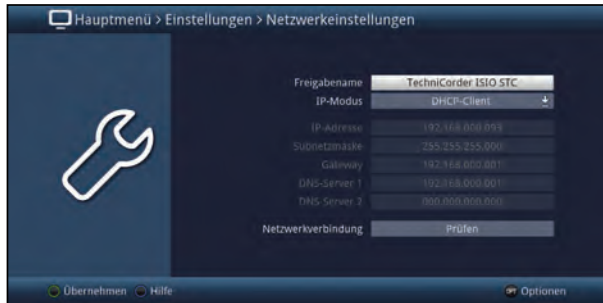 Hauptmenü > Einstellungen > Netzwerkeinstellungen
Freigabename TechniCorder ISIO STC
IP-Modus DHCP-Client
IP-Adresse 192.168.000.093
Subnetzmaske 255.255.255.000
Gateway 192.168.000.001
DNS-Server 1 192.168.000.001
DNS-Server 2 000.000.000.000
Netzwerkverbindung Prüfen
Übernehmen Hilfe OPT Optionen